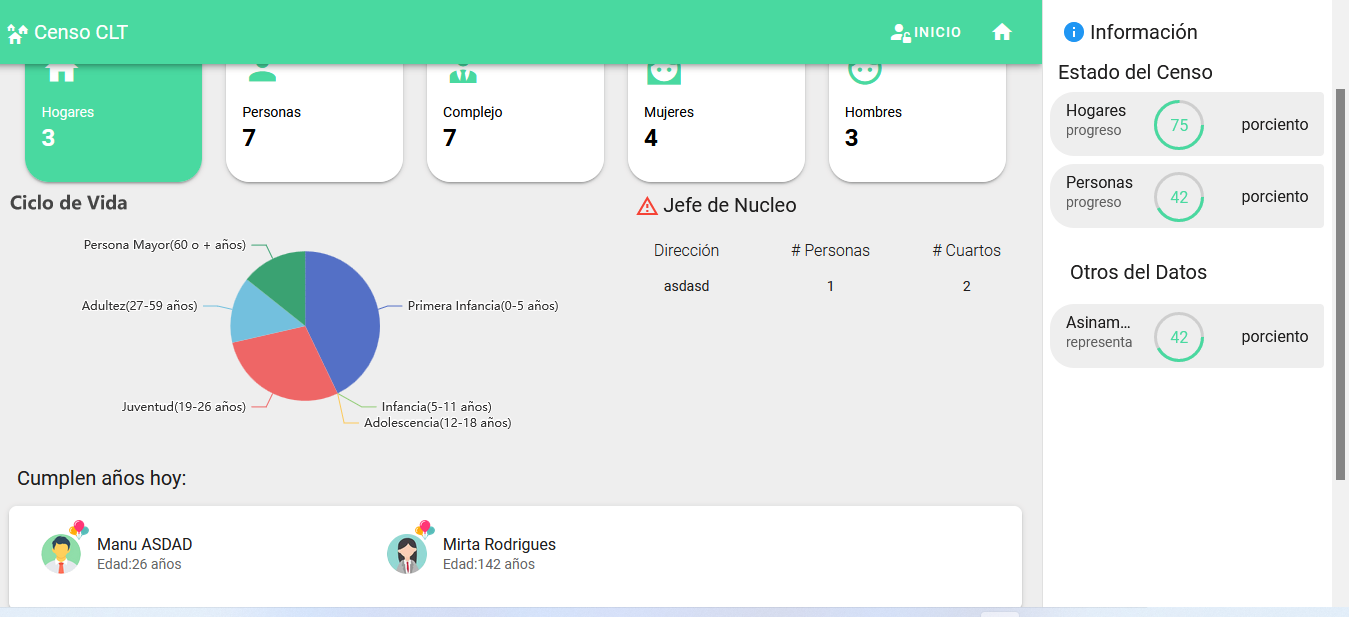 Censo CLT
INICIO
Hogares
3
Personas
7
Complejo
7
Mujeres
4
Hombres
3
Ciclo de Vida
Persona Mayor(60 o + años)
Adultez(27-59 años)
Primera Infancia(0-5 años)
Juventud(19-26 años)
Infancia(5-11 años)
Adolescencia(12-18 años)
Jefe de Nucleo
Dirección # Personas # Cuartos
asdasd 1 2
Cumplen años hoy:
Manu ASDAD
Edad:26 años
Mirta Rodrigues
Edad:142 años
Información
Estado del Censo
Hogares
progreso
75
porciento
Personas
progreso
42
porciento
Otros del Datos
Asinam...
representa
42
porciento